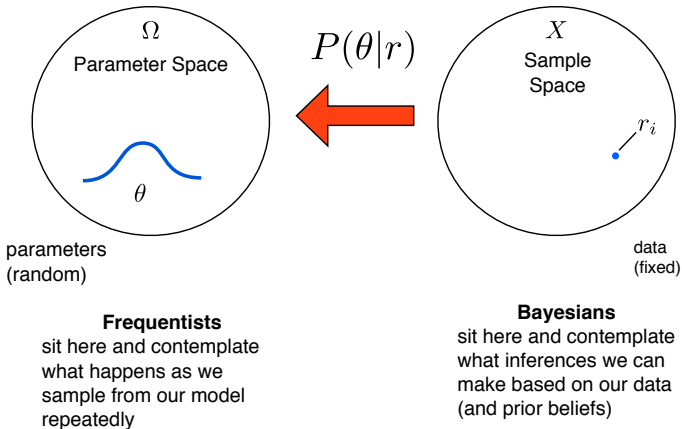 Ω
Parameter Space
θ
parameters
(random)
P(θ|r)
X
Sample
Space
r_i
data
(fixed)
Frequentists
sit here and contemplate
what happens as we
sample from our model
repeatedly
Bayesians
sit here and contemplate
what inferences we can
make based on our data
(and prior beliefs)